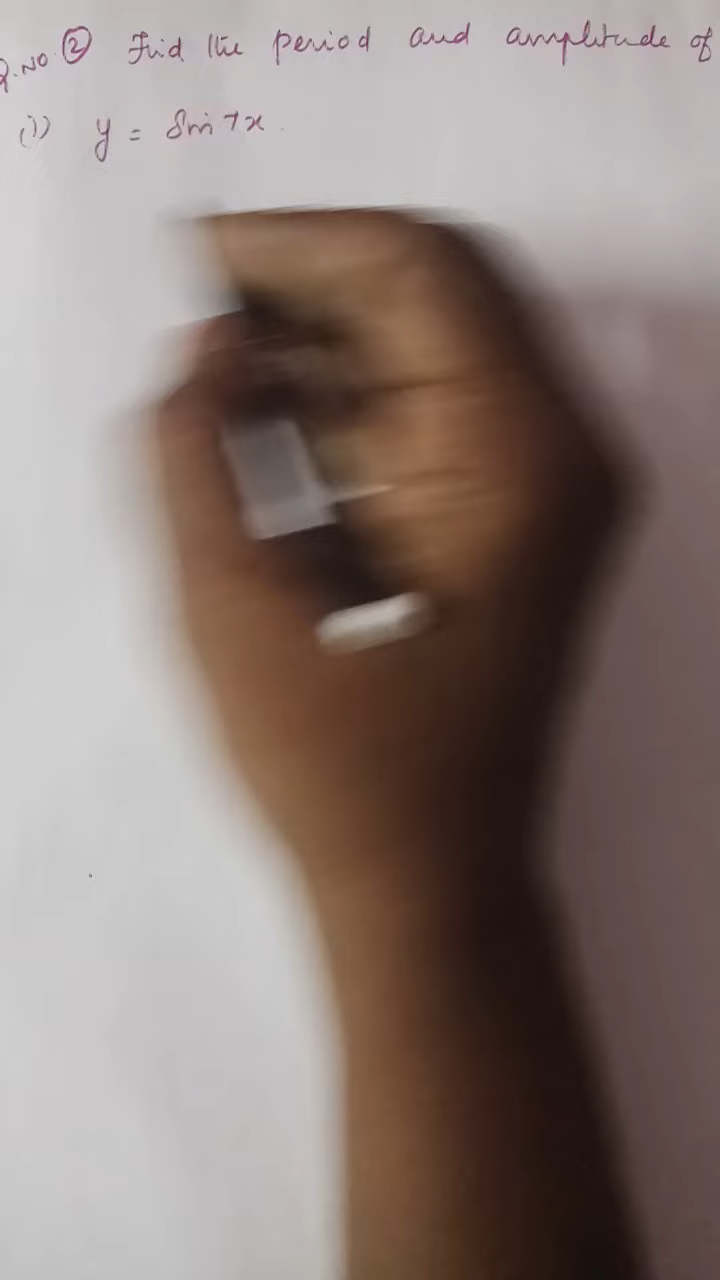 Q.No. ② Find the period and amplitude of
(i) y = Sin 7x